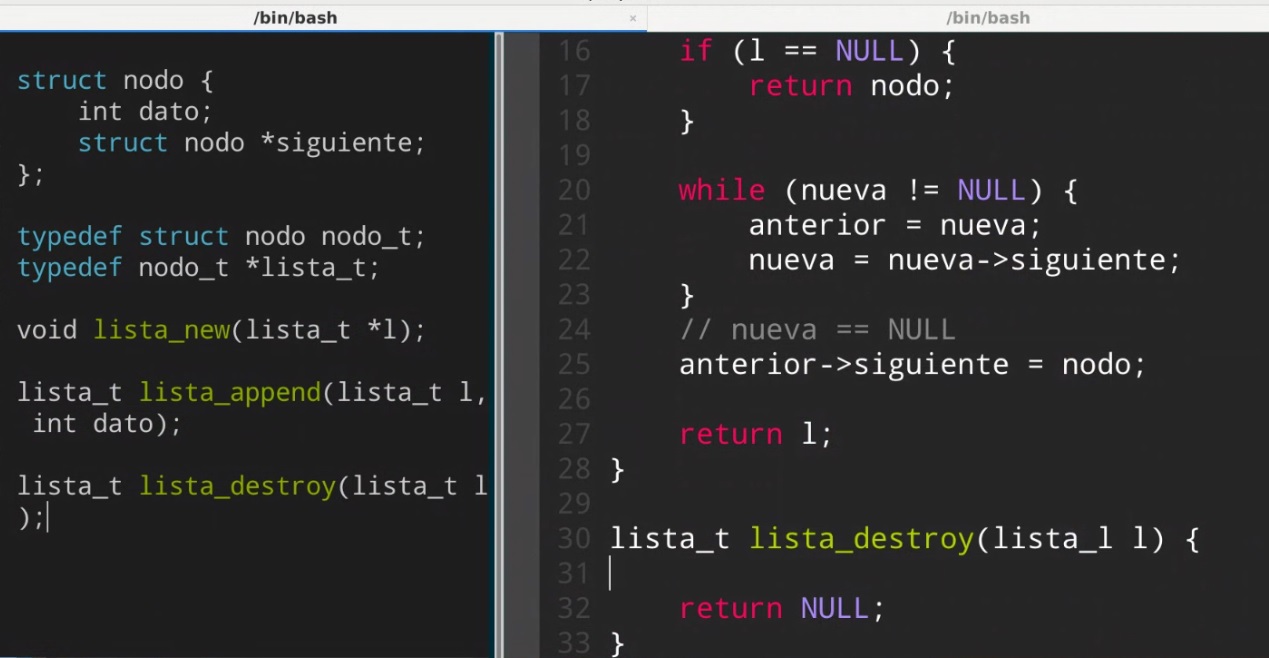 /bin/bash
×
/bin/bash
struct nodo {
    int dato;
    struct nodo *siguiente;
};
typedef struct nodo nodo_t;
typedef nodo_t *lista_t;
void lista_new(lista_t *l);
lista_t lista_append(lista_t l,
 int dato);
lista_t lista_destroy(lista_t l
);
16     if (l == NULL) {
17         return nodo;
18     }
19
20     while (nueva != NULL) {
21         anterior = nueva;
22         nueva = nueva->siguiente;
23     }
24     // nueva == NULL
25     anterior->siguiente = nodo;
26
27     return l;
28 }
29
30 lista_t lista_destroy(lista_l l) {
31
32     return NULL;
33 }